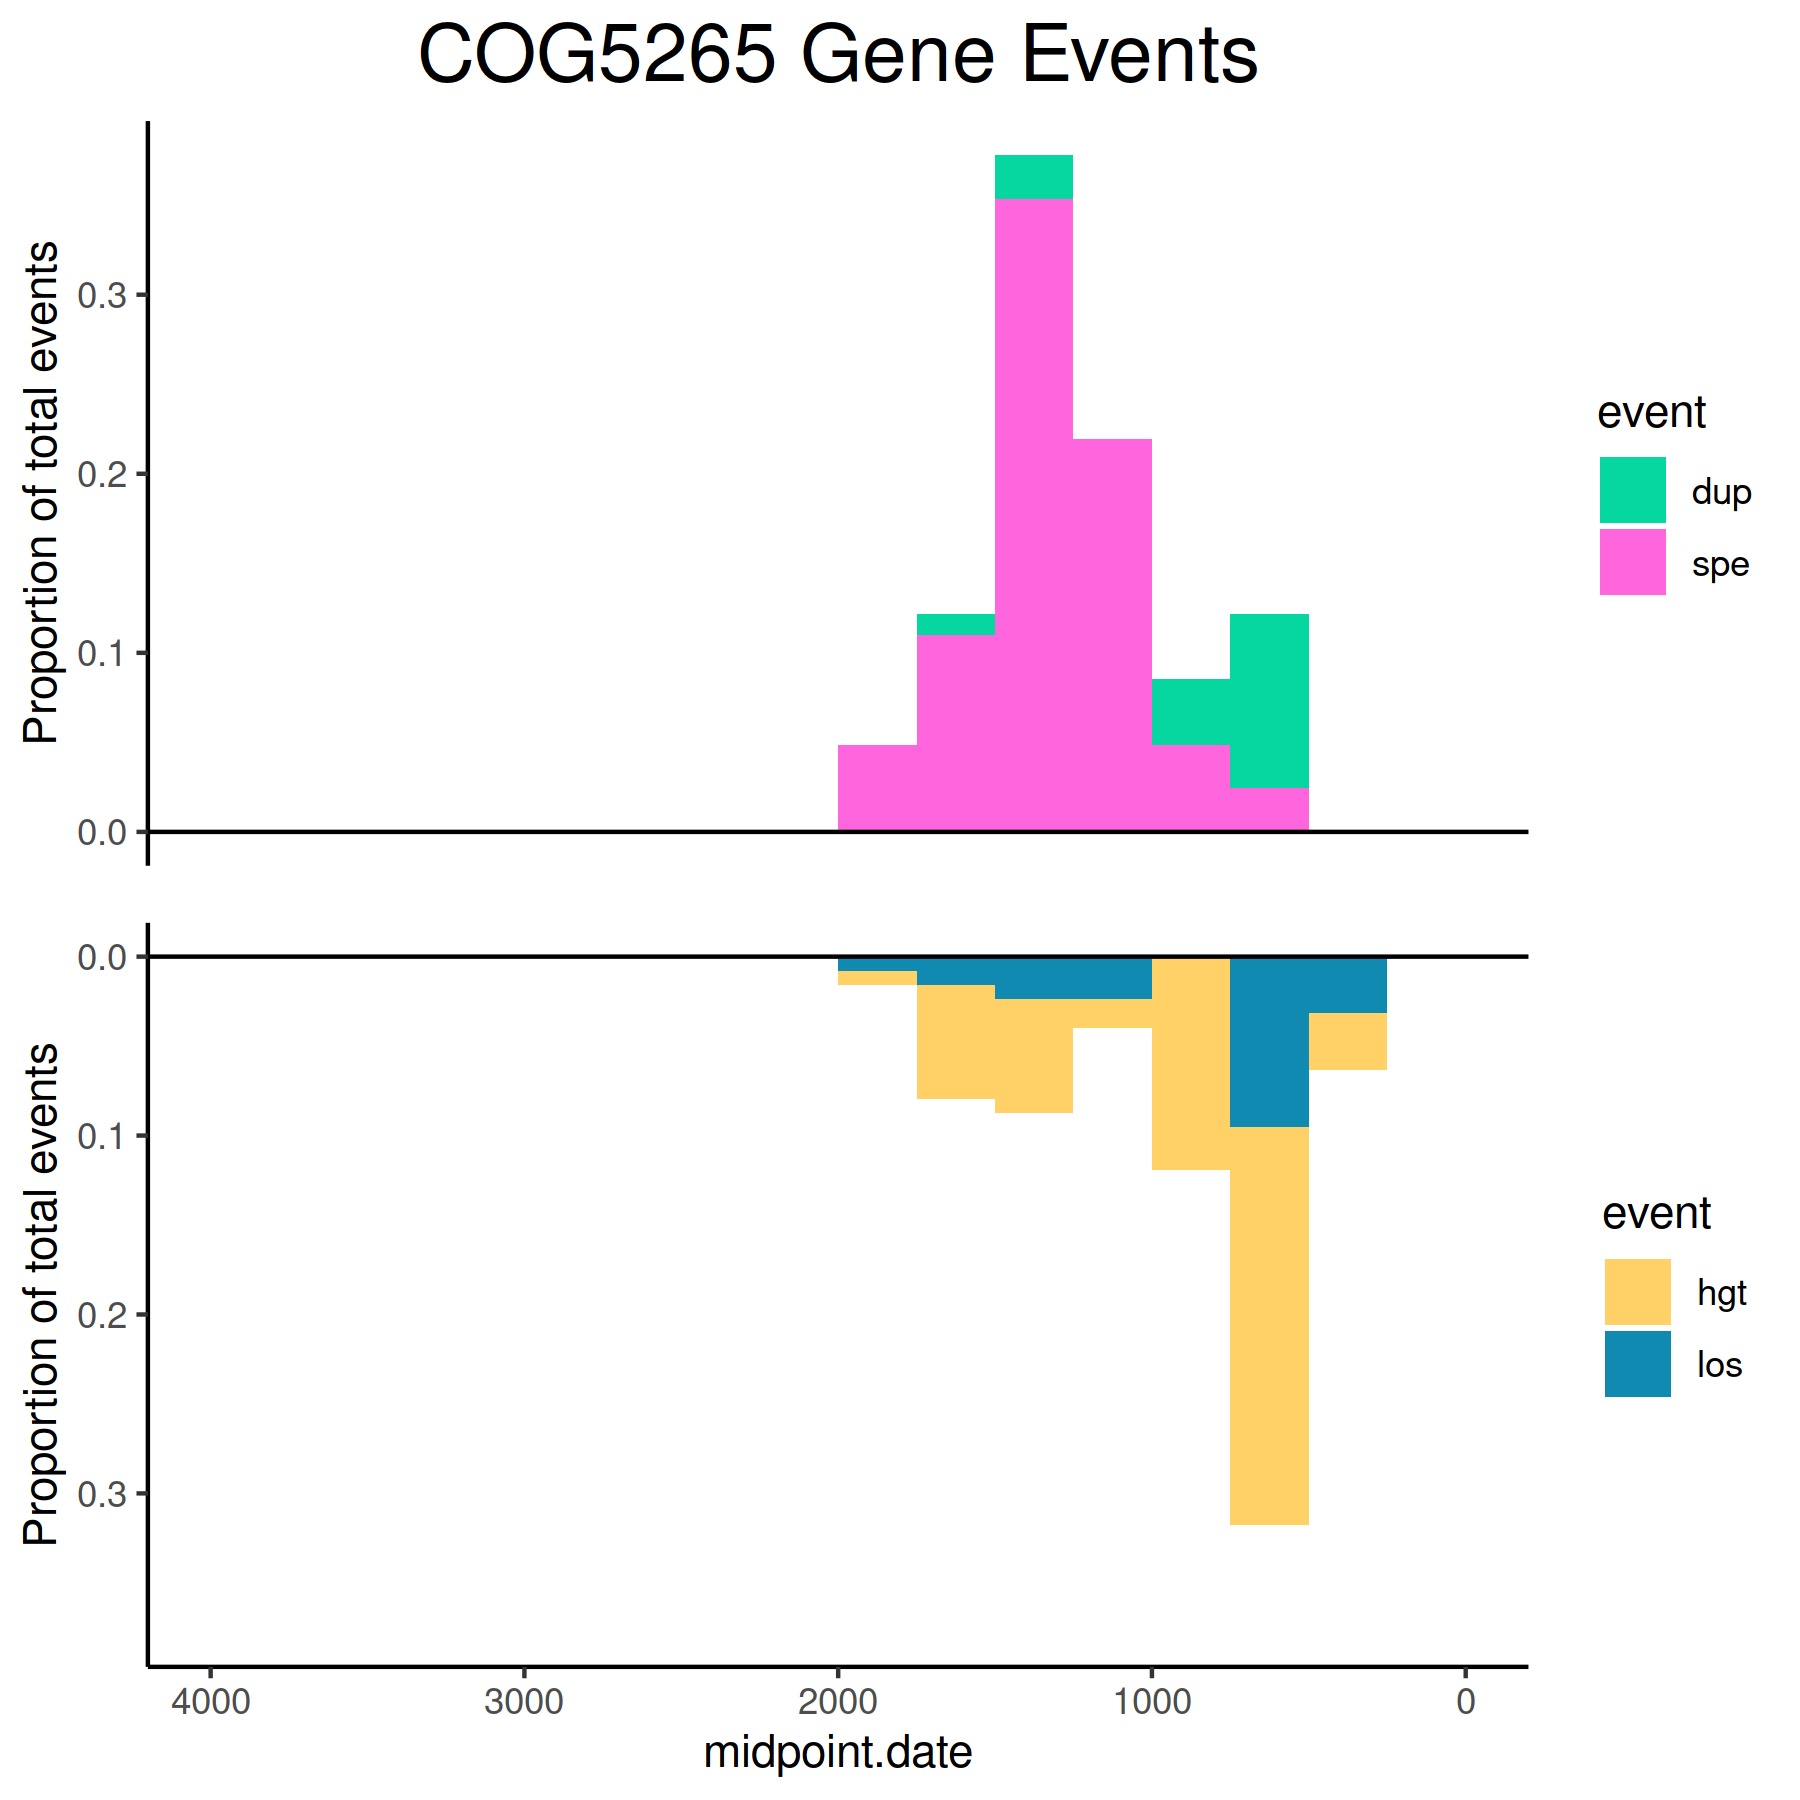 COG5265 Gene Events
Proportion of total events
0.3
0.2
0.1
0.0
event
dup
spe
Proportion of total events
0.0
0.1
0.2
0.3
event
hgt
los
4000 3000 2000 1000 0
midpoint.date